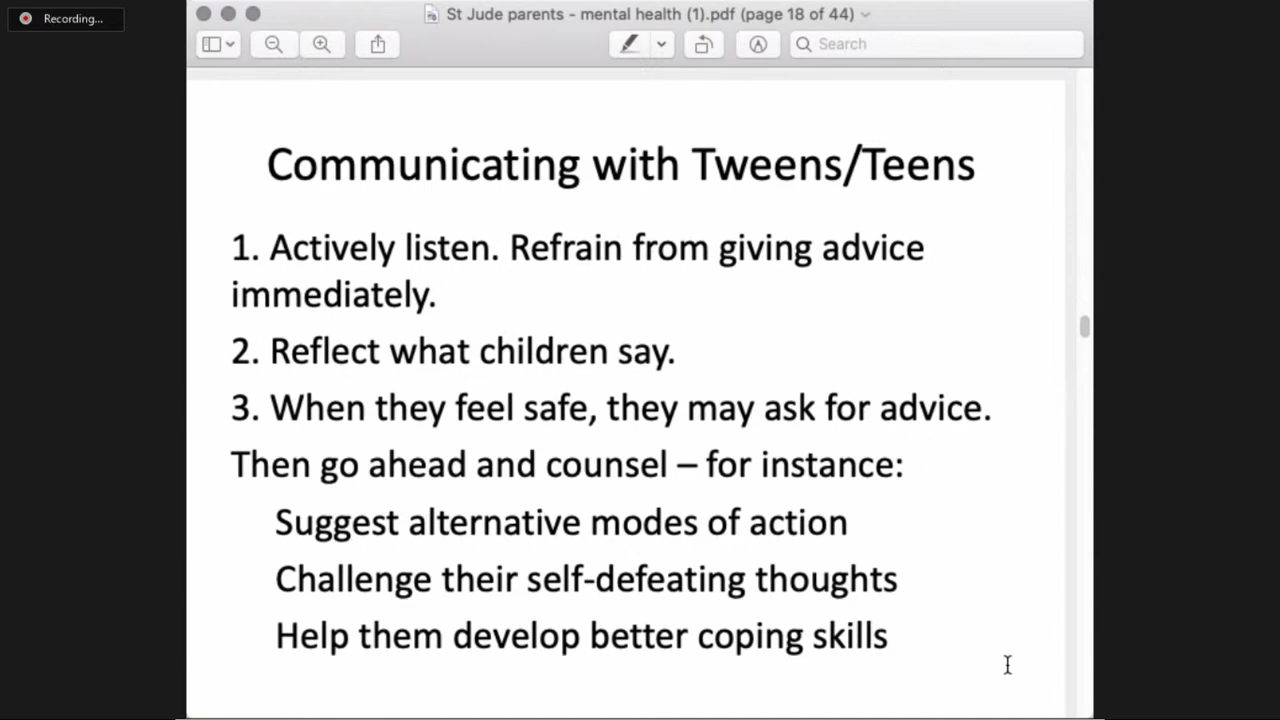 Recording...
St Jude parents - mental health (1).pdf (page 18 of 44)
Search
Communicating with Tweens/Teens
1. Actively listen. Refrain from giving advice
immediately.
2. Reflect what children say.
3. When they feel safe, they may ask for advice.
Then go ahead and counsel – for instance:
Suggest alternative modes of action
Challenge their self-defeating thoughts
Help them develop better coping skills